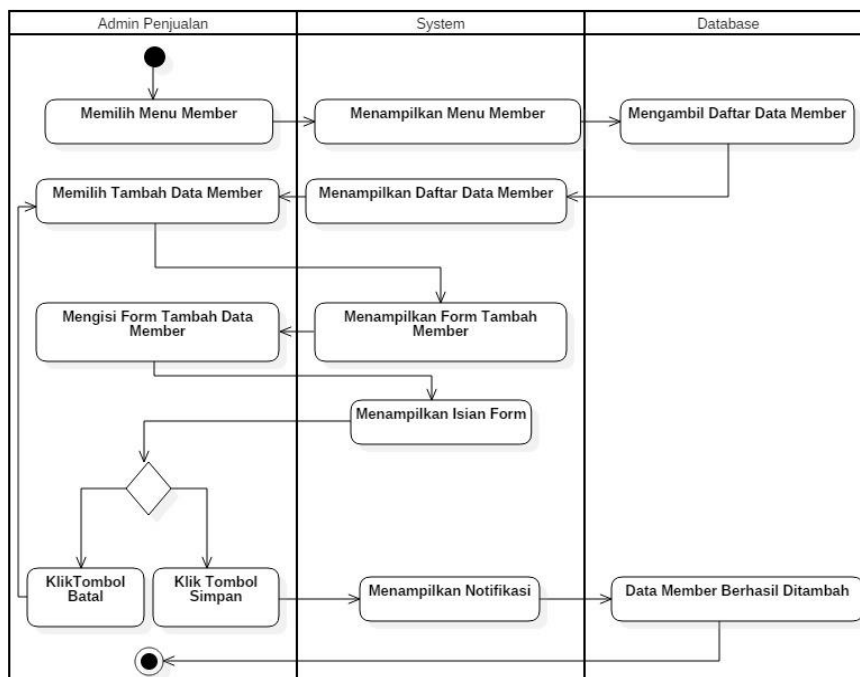 Admin Penjualan
System
Database
Memilih Menu Member
Menampilkan Menu Member
Mengambil Daftar Data Member
Memilih Tambah Data Member
Menampilkan Daftar Data Member
Mengisi Form Tambah Data
Member
Menampilkan Form Tambah
Member
Menampilkan Isian Form
KlikTombol
Batal
Klik Tombol
Simpan
Menampilkan Notifikasi
Data Member Berhasil Ditambah